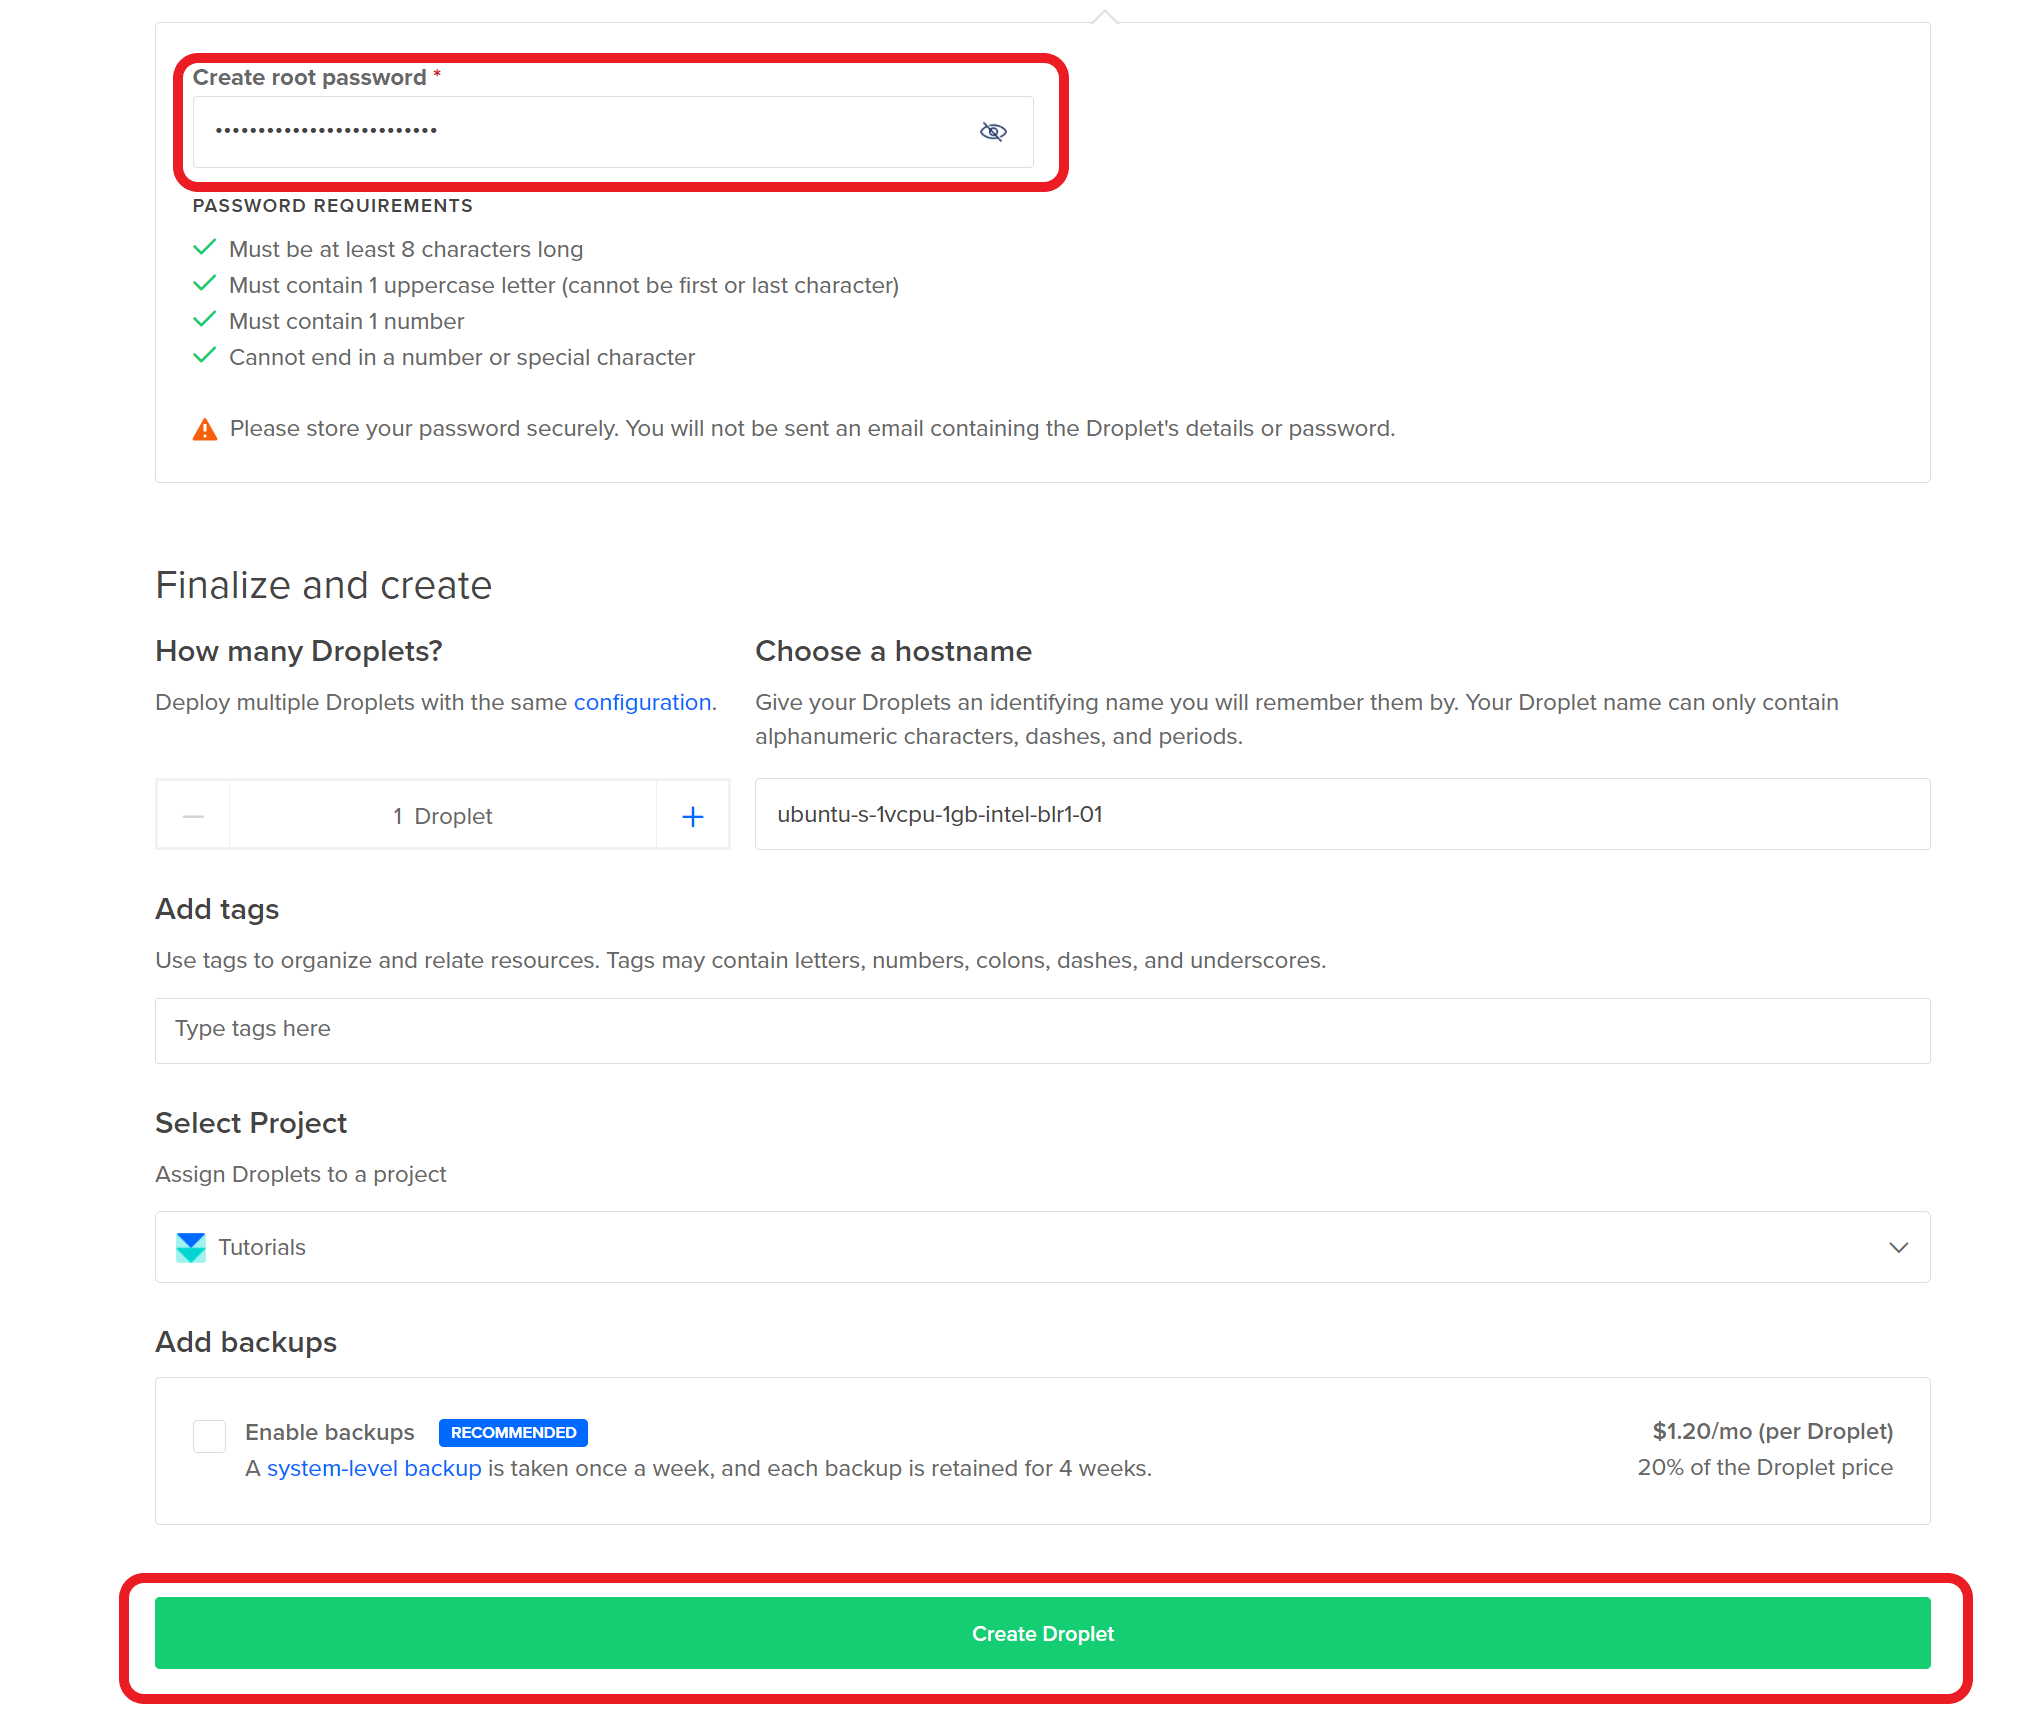 Create root password *
••••••••••••••••••••••••••
PASSWORD REQUIREMENTS
Must be at least 8 characters long
Must contain 1 uppercase letter (cannot be first or last character)
Must contain 1 number
Cannot end in a number or special character
Please store your password securely. You will not be sent an email containing the Droplet's details or password.
Finalize and create
How many Droplets?
Deploy multiple Droplets with the same configuration.
1 Droplet
Choose a hostname
Give your Droplets an identifying name you will remember them by. Your Droplet name can only contain
alphanumeric characters, dashes, and periods.
ubuntu-s-1vcpu-1gb-intel-blr1-01
Add tags
Use tags to organize and relate resources. Tags may contain letters, numbers, colons, dashes, and underscores.
Type tags here
Select Project
Assign Droplets to a project
Tutorials
Add backups
Enable backups RECOMMENDED
A system-level backup is taken once a week, and each backup is retained for 4 weeks.
$1.20/mo (per Droplet)
20% of the Droplet price
Create Droplet